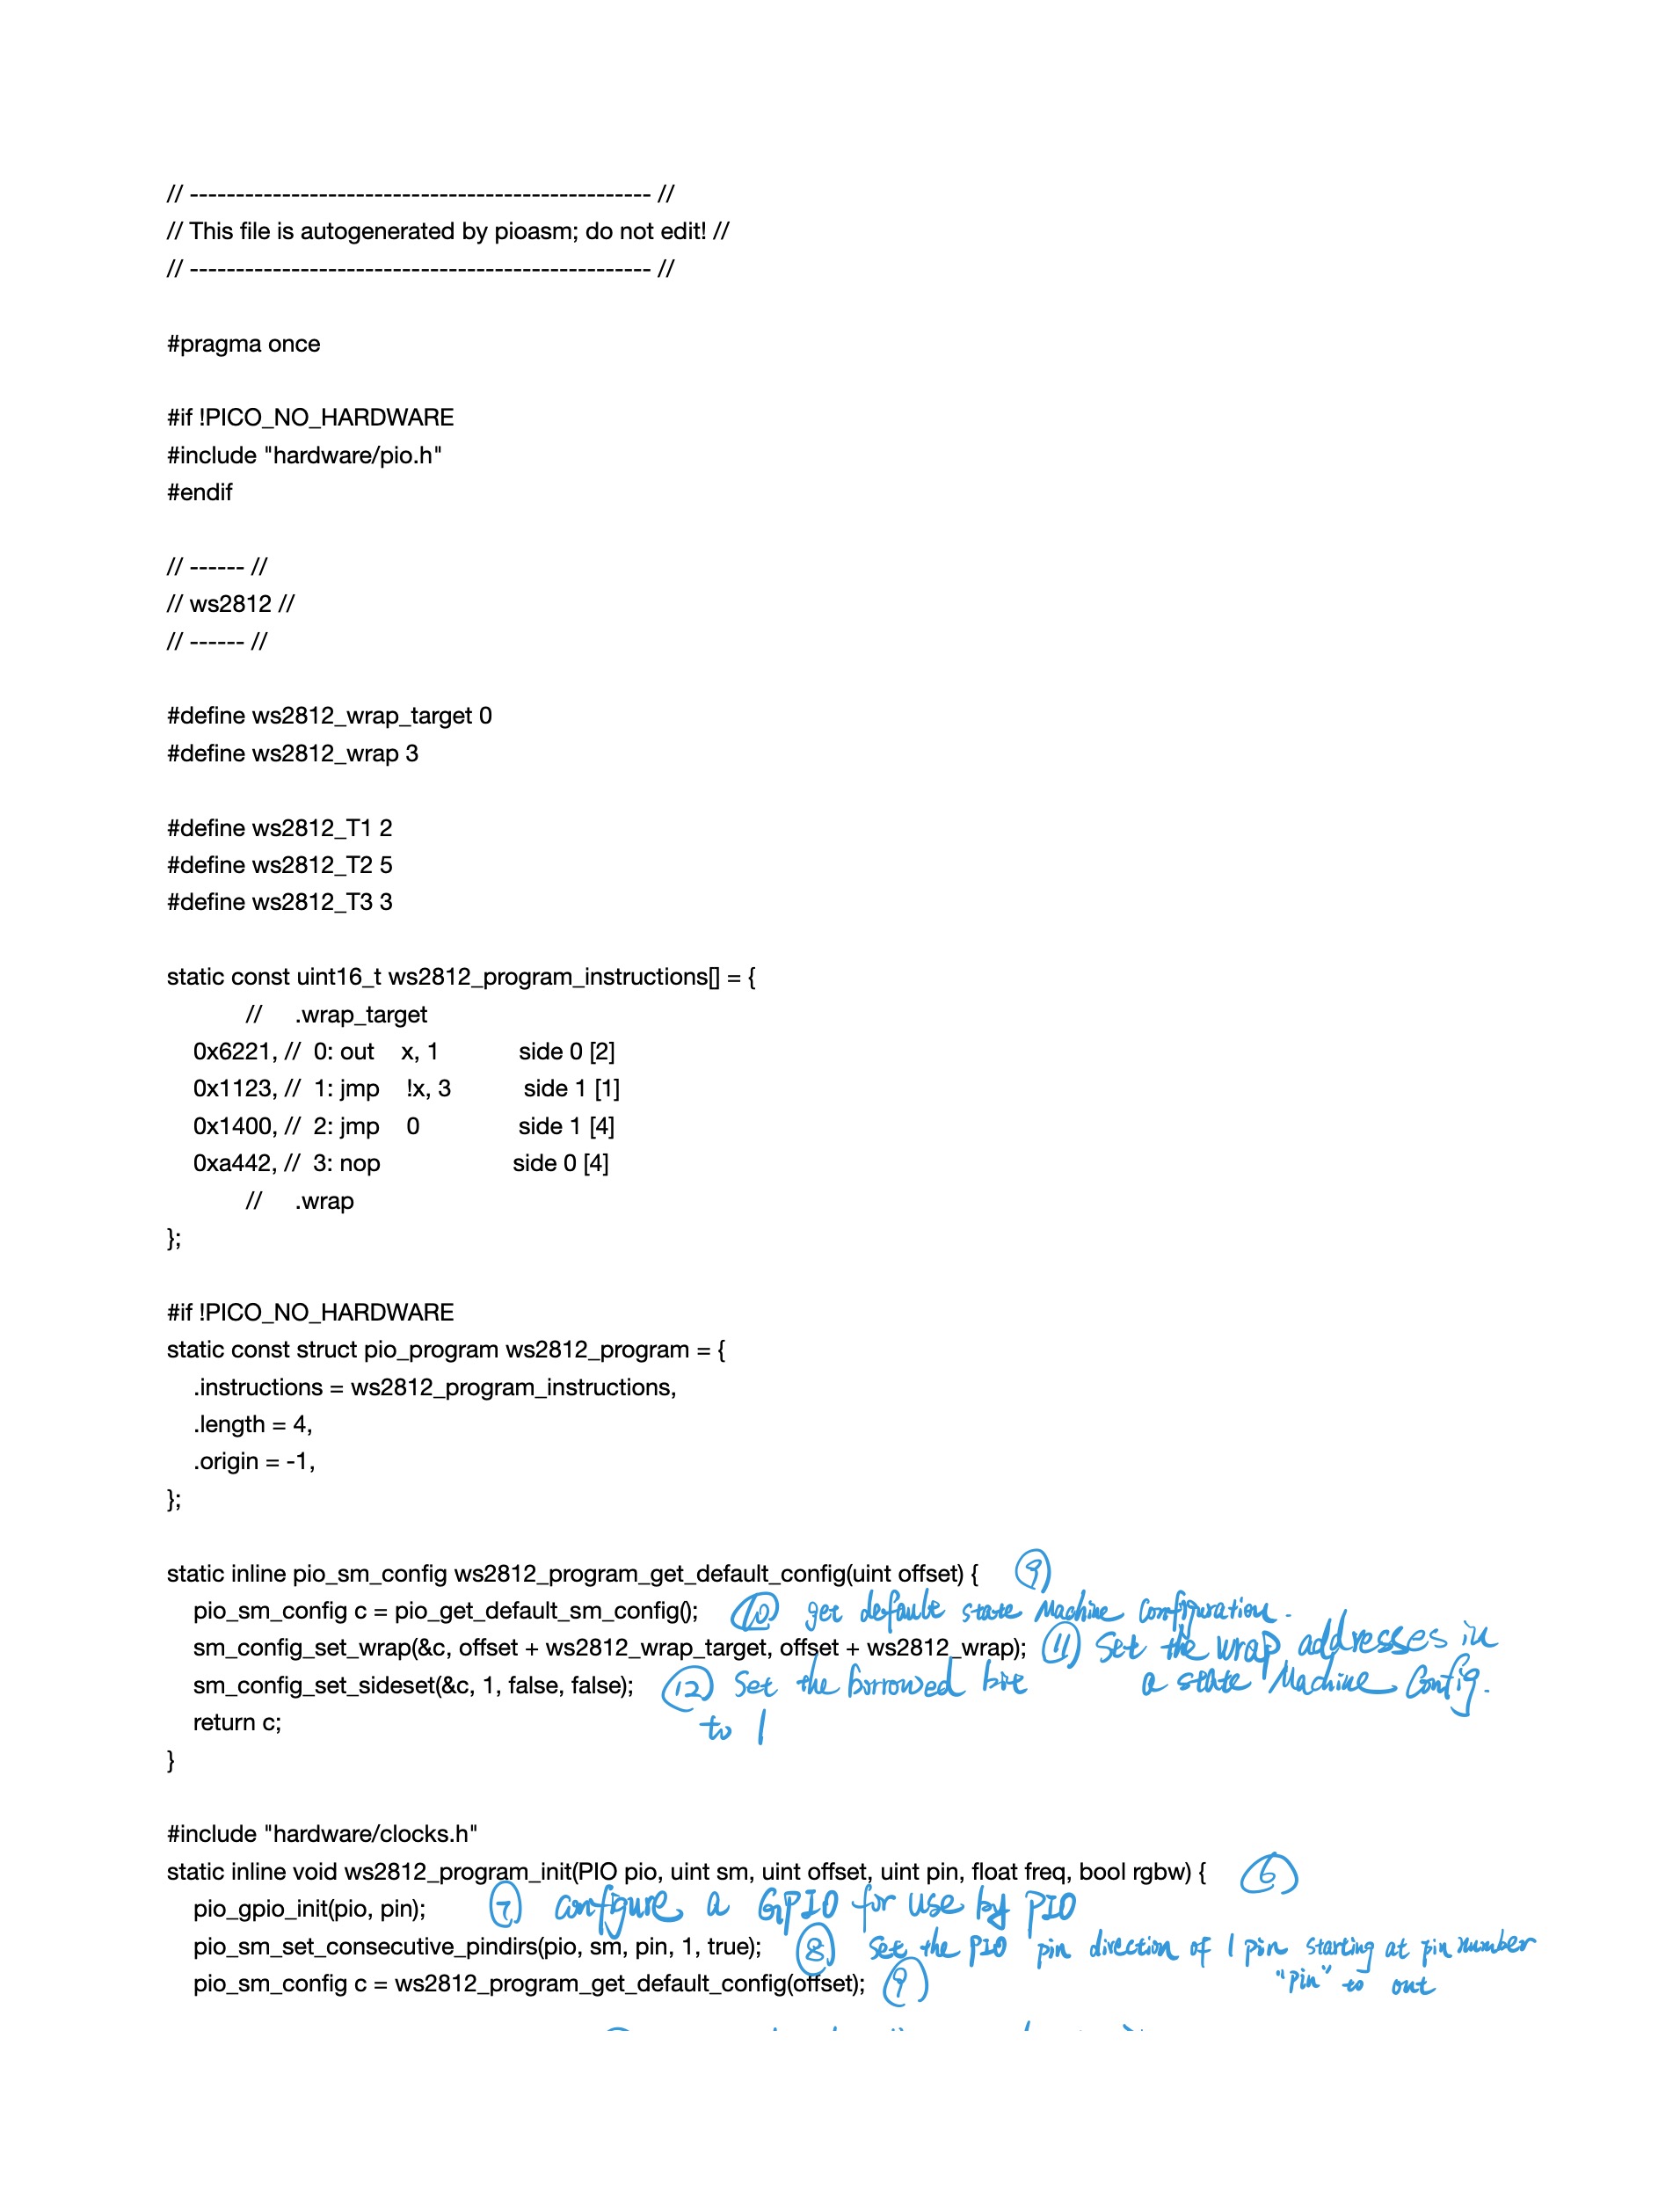 // -------------------------------------------------- //
// This file is autogenerated by pioasm; do not edit! //
// -------------------------------------------------- //
#pragma once
#if !PICO_NO_HARDWARE
#include "hardware/pio.h"
#endif
// ------ //
// ws2812 //
// ------ //
#define ws2812_wrap_target 0
#define ws2812_wrap 3
#define ws2812_T1 2
#define ws2812_T2 5
#define ws2812_T3 3
static const uint16_t ws2812_program_instructions[] = {
// .wrap_target
0x6221, // 0: out x, 1 side 0 [2]
0x1123, // 1: jmp !x, 3 side 1 [1]
0x1400, // 2: jmp 0 side 1 [4]
0xa442, // 3: nop side 0 [4]
// .wrap
};
#if !PICO_NO_HARDWARE
static const struct pio_program ws2812_program = {
.instructions = ws2812_program_instructions,
.length = 4,
.origin = -1,
};
static inline pio_sm_config ws2812_program_get_default_config(uint offset) { ⑨
pio_sm_config c = pio_get_default_sm_config(); ⑩ get default state Machine Configuration.
sm_config_set_wrap(&c, offset + ws2812_wrap_target, offset + ws2812_wrap); ⑪ Set the wrap addresses in
a state Machine Config.
sm_config_set_sideset(&c, 1, false, false); ⑫ Set the borrowed bit
to 1
return c;
}
#include "hardware/clocks.h"
static inline void ws2812_program_init(PIO pio, uint sm, uint offset, uint pin, float freq, bool rgbw) { ⑥
pio_gpio_init(pio, pin); ⑦ configure a GPIO for use by PIO
pio_sm_set_consecutive_pindirs(pio, sm, pin, 1, true); ⑧ Set the PIO pin direction of 1 pin starting at pin number
"pin" to out
pio_sm_config c = ws2812_program_get_default_config(offset); ⑨